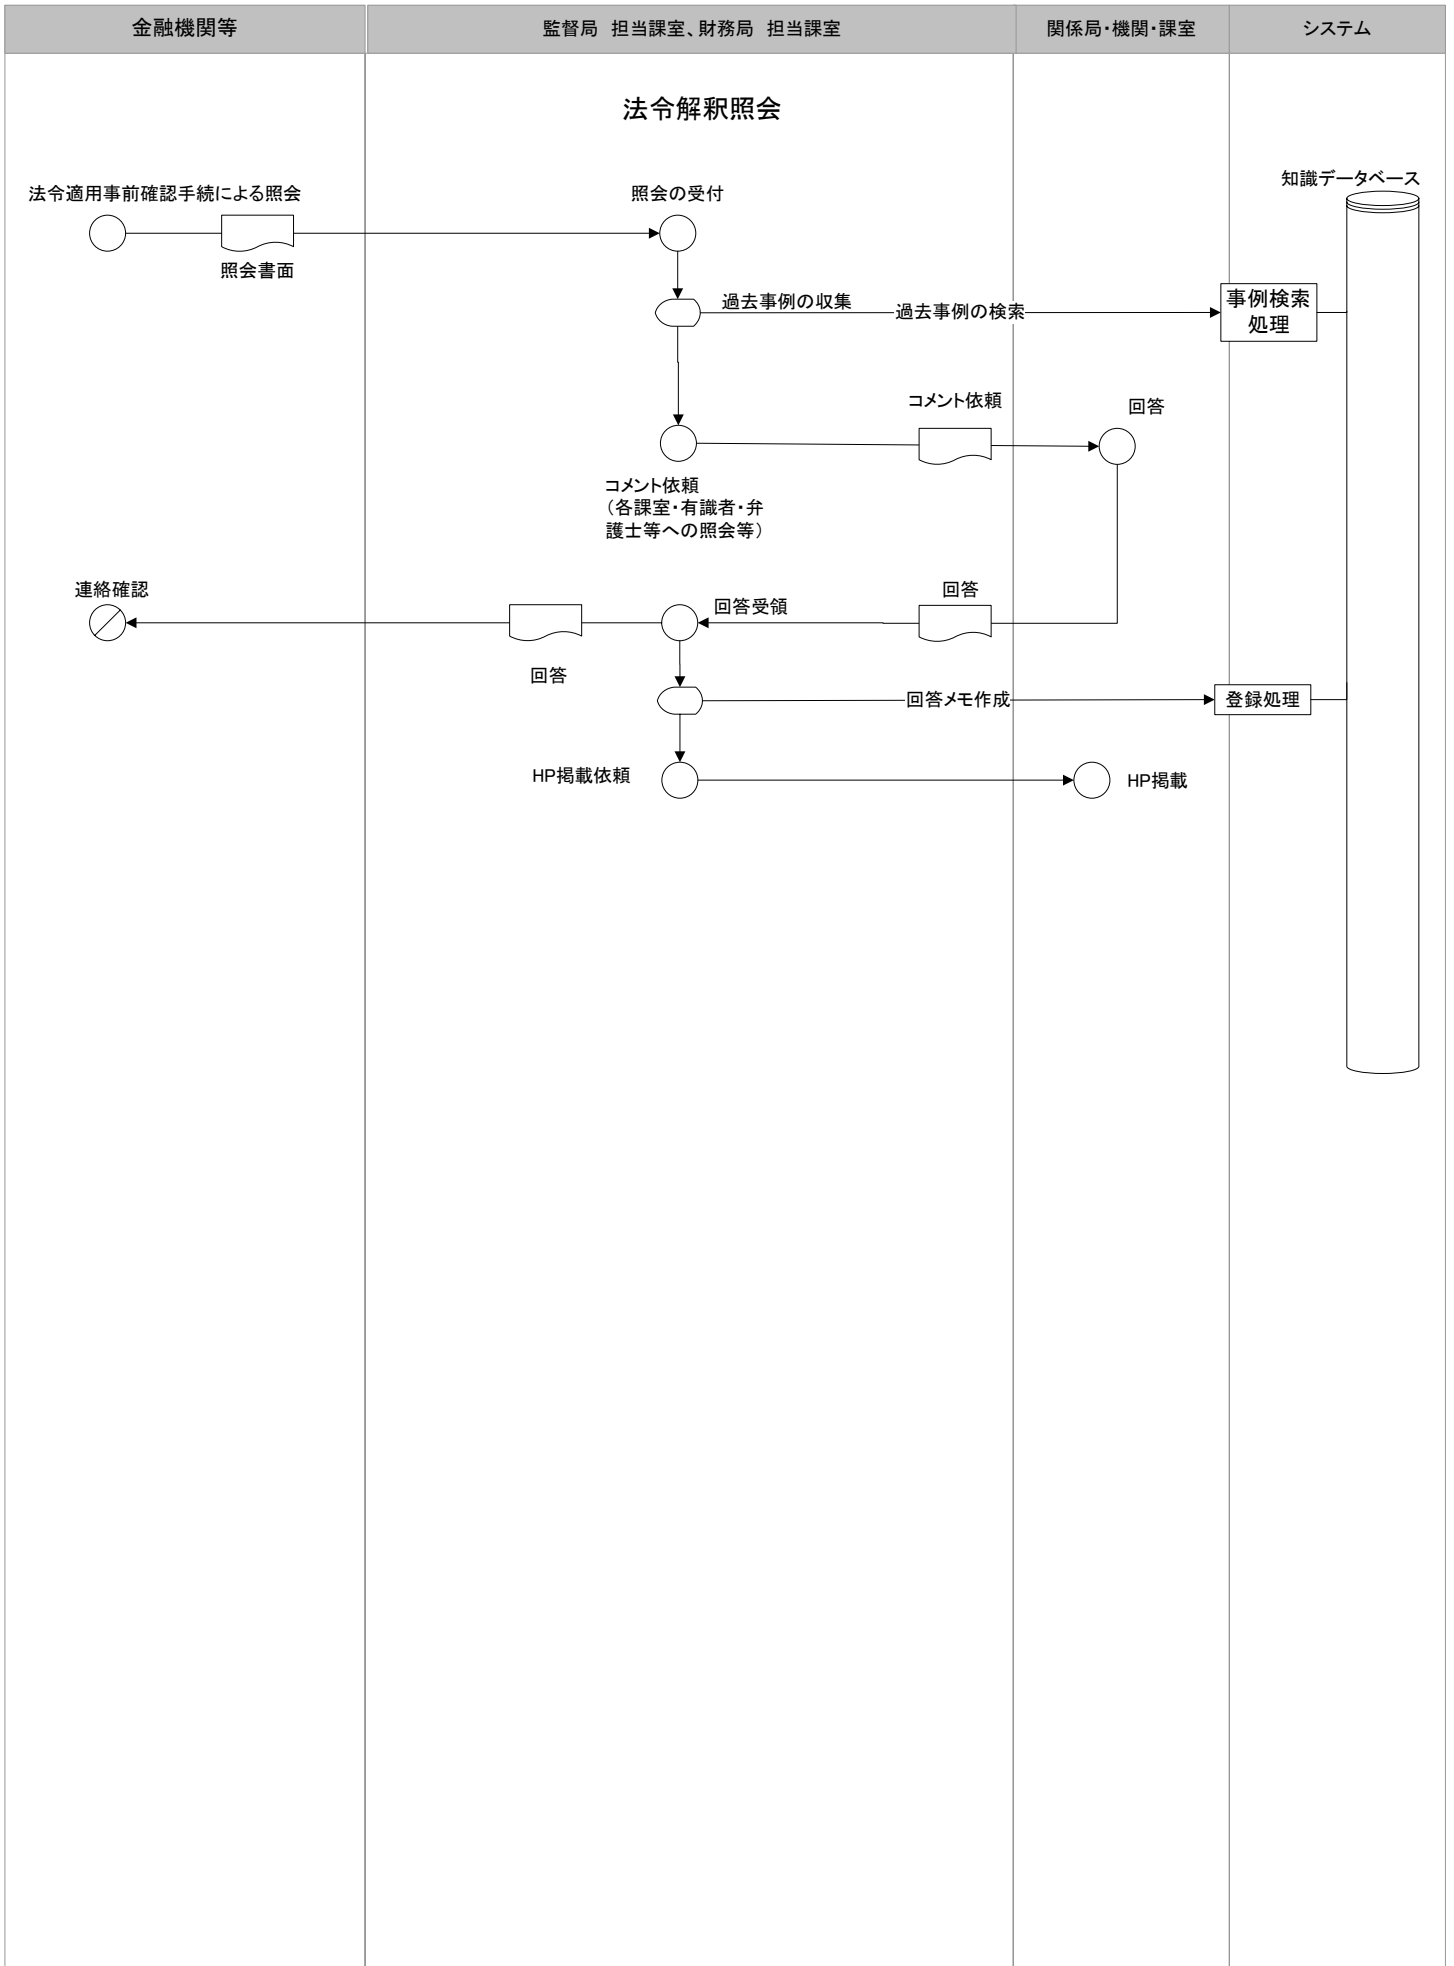 金融機関等
監督局　担当課室、財務局　担当課室
関係局・機関・課室
システム
法令解釈照会
知識データベース
法令適用事前確認手続による照会
照会の受付
照会書面
過去事例の収集
過去事例の検索
事例検索
処理
コメント依頼
回答
コメント依頼
（各課室・有識者・弁
護士等への照会等）
連絡確認
回答受領
回答
回答
回答メモ作成
登録処理
HP掲載依頼
HP掲載